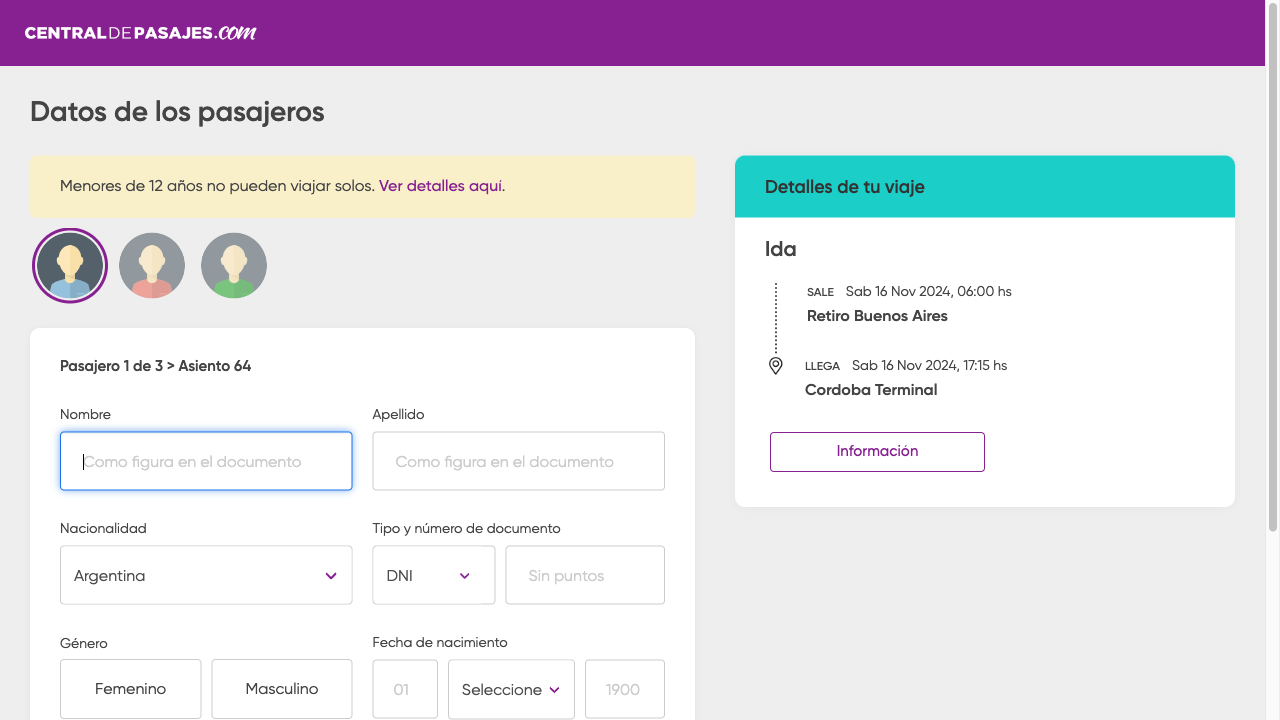 CENTRALDEPASAJES.com
Datos de los pasajeros
Menores de 12 años no pueden viajar solos. Ver detalles aquí.
Pasajero 1 de 3 > Asiento 64
Nombre
Apellido
Como figura en el documento
Como figura en el documento
Nacionalidad
Tipo y número de documento
Argentina
DNI
Sin puntos
Género
Fecha de nacimiento
Femenino
Masculino
01
Seleccione
1900
Detalles de tu viaje
Ida
SALE Sab 16 Nov 2024, 06:00 hs
Retiro Buenos Aires
LLEGA Sab 16 Nov 2024, 17:15 hs
Cordoba Terminal
Información